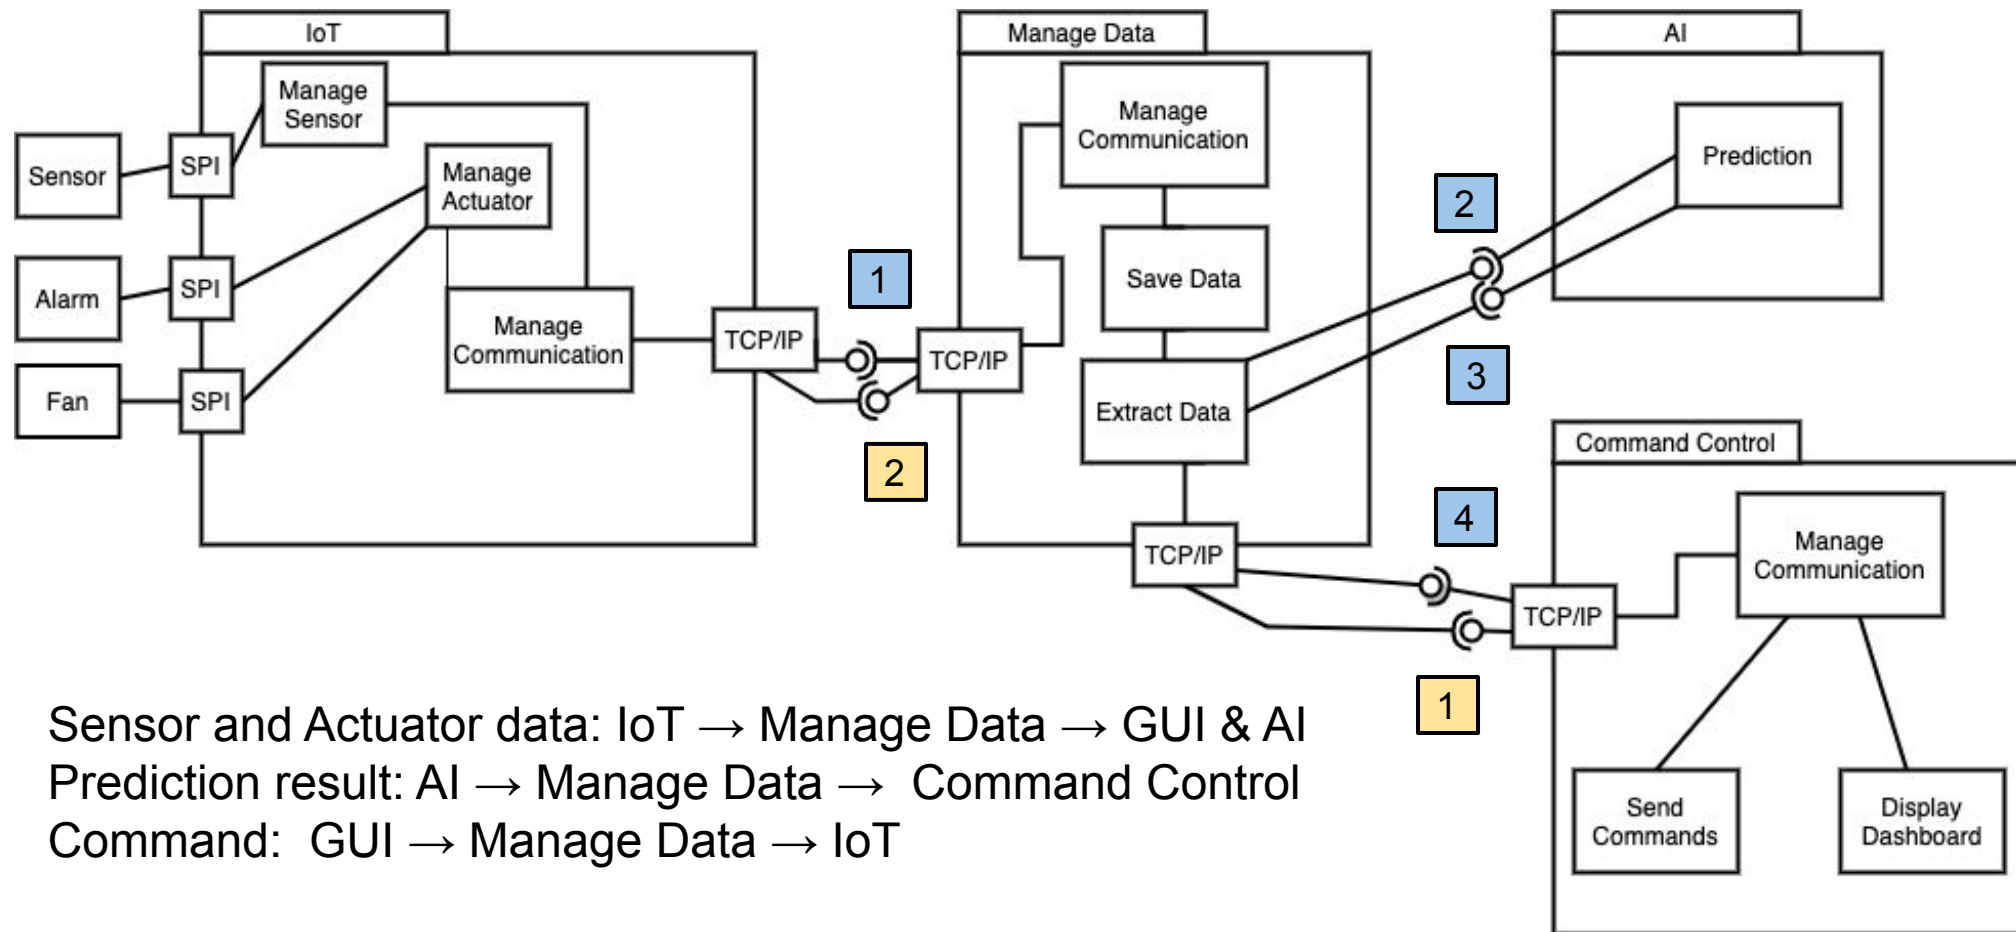 IoT
Manage
Sensor
Manage
Actuator
Sensor
SPI
Alarm
SPI
Fan
SPI
Manage
Communication
TCP/IP
1
2
Manage Data
Manage
Communication
Save Data
TCP/IP
Extract Data
TCP/IP
AI
Prediction
2
3
4
1
Command Control
Manage
Communication
TCP/IP
Send
Commands
Display
Dashboard
Sensor and Actuator data: IoT → Manage Data → GUI & AI
Prediction result: AI → Manage Data → Command Control
Command: GUI → Manage Data → IoT